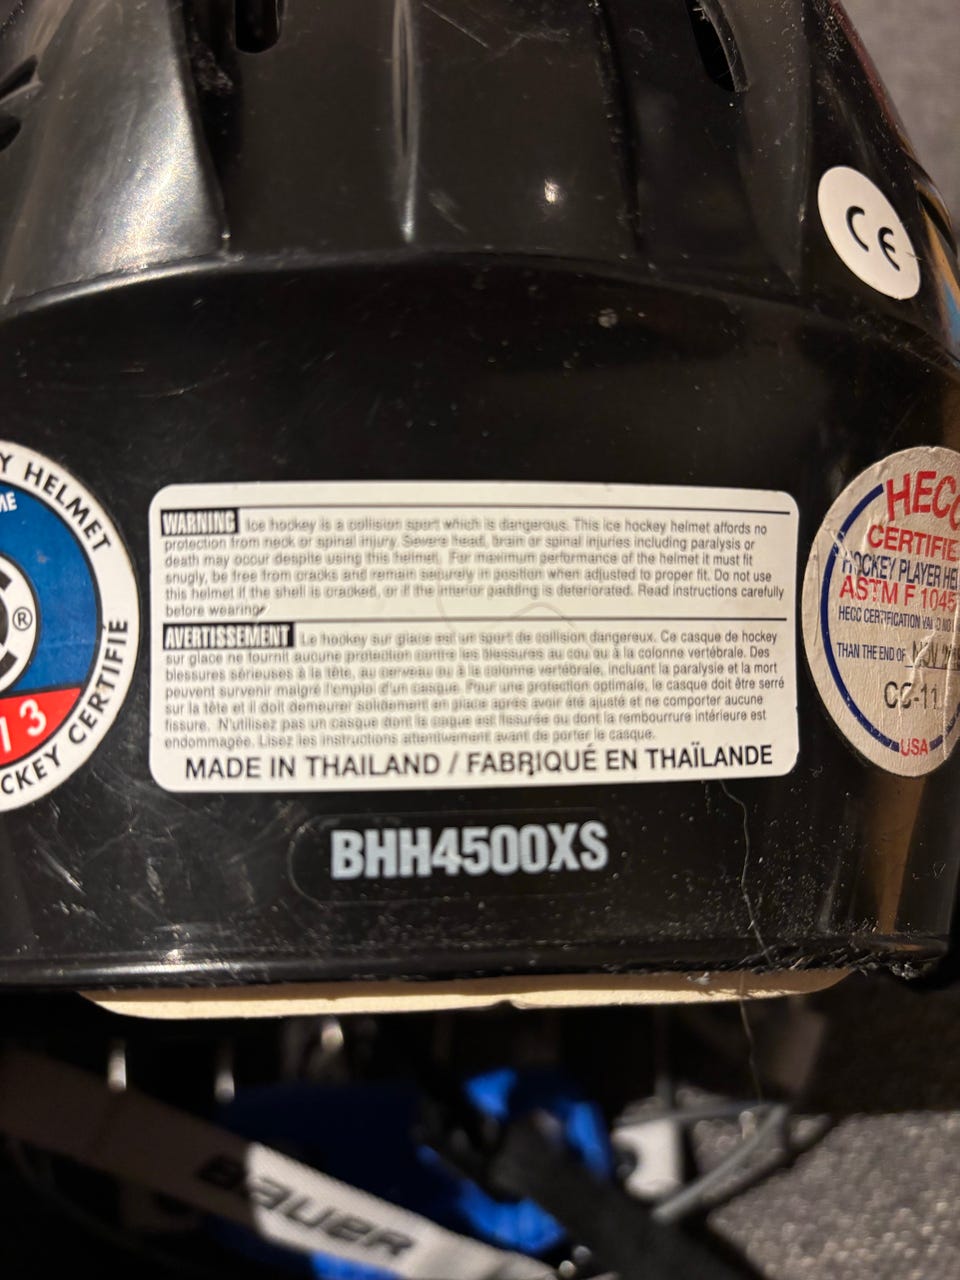 CE
Y HELMET
ME
C®
13
CKEY CERTIFIÉ
WARNING Ice hockey is a collision sport which is dangerous. This ice hockey helmet affords no
protection from neck or spinal injury. Severe head, brain or spinal injuries including paralysis or
death may occur despite using this helmet. For maximum performance of the helmet it must fit
snugly, be free from cracks and remain securely in position when adjusted to proper fit. Do not use
this helmet if the shell is cracked, or if the interior padding is deteriorated. Read instructions carefully
before wearing.
AVERTISSEMENT Le hockey sur glace est un sport de collision dangereux. Ce casque de hockey
sur glace ne fournit aucune protection contre les blessures au cou ou à la colonne vertébrale. Des
blessures sérieuses à la tête, au cerveau ou à la colonne vertébrale, incluant la paralysie et la mort
peuvent survenir malgré l'emploi d'un casque. Pour une protection optimale, le casque doit être serré
sur la tête et il doit demeurer solidement en place après avoir été ajusté et ne comporter aucune
fissure. N'utilisez pas un casque dont la coque est fissurée ou dont la rembourrure intérieure est
endommagée. Lisez les instructions attentivement avant de porter le casque.
MADE IN THAILAND / FABRIQUÉ EN THAÏLANDE
HECC
CERTIFIE
HOCKEY PLAYER HE
ASTM F 1045
HECC CERTIFICATION VALID NO
THAN THE END OF NOV
CC-11
USA
BHH4500XS
BAUER